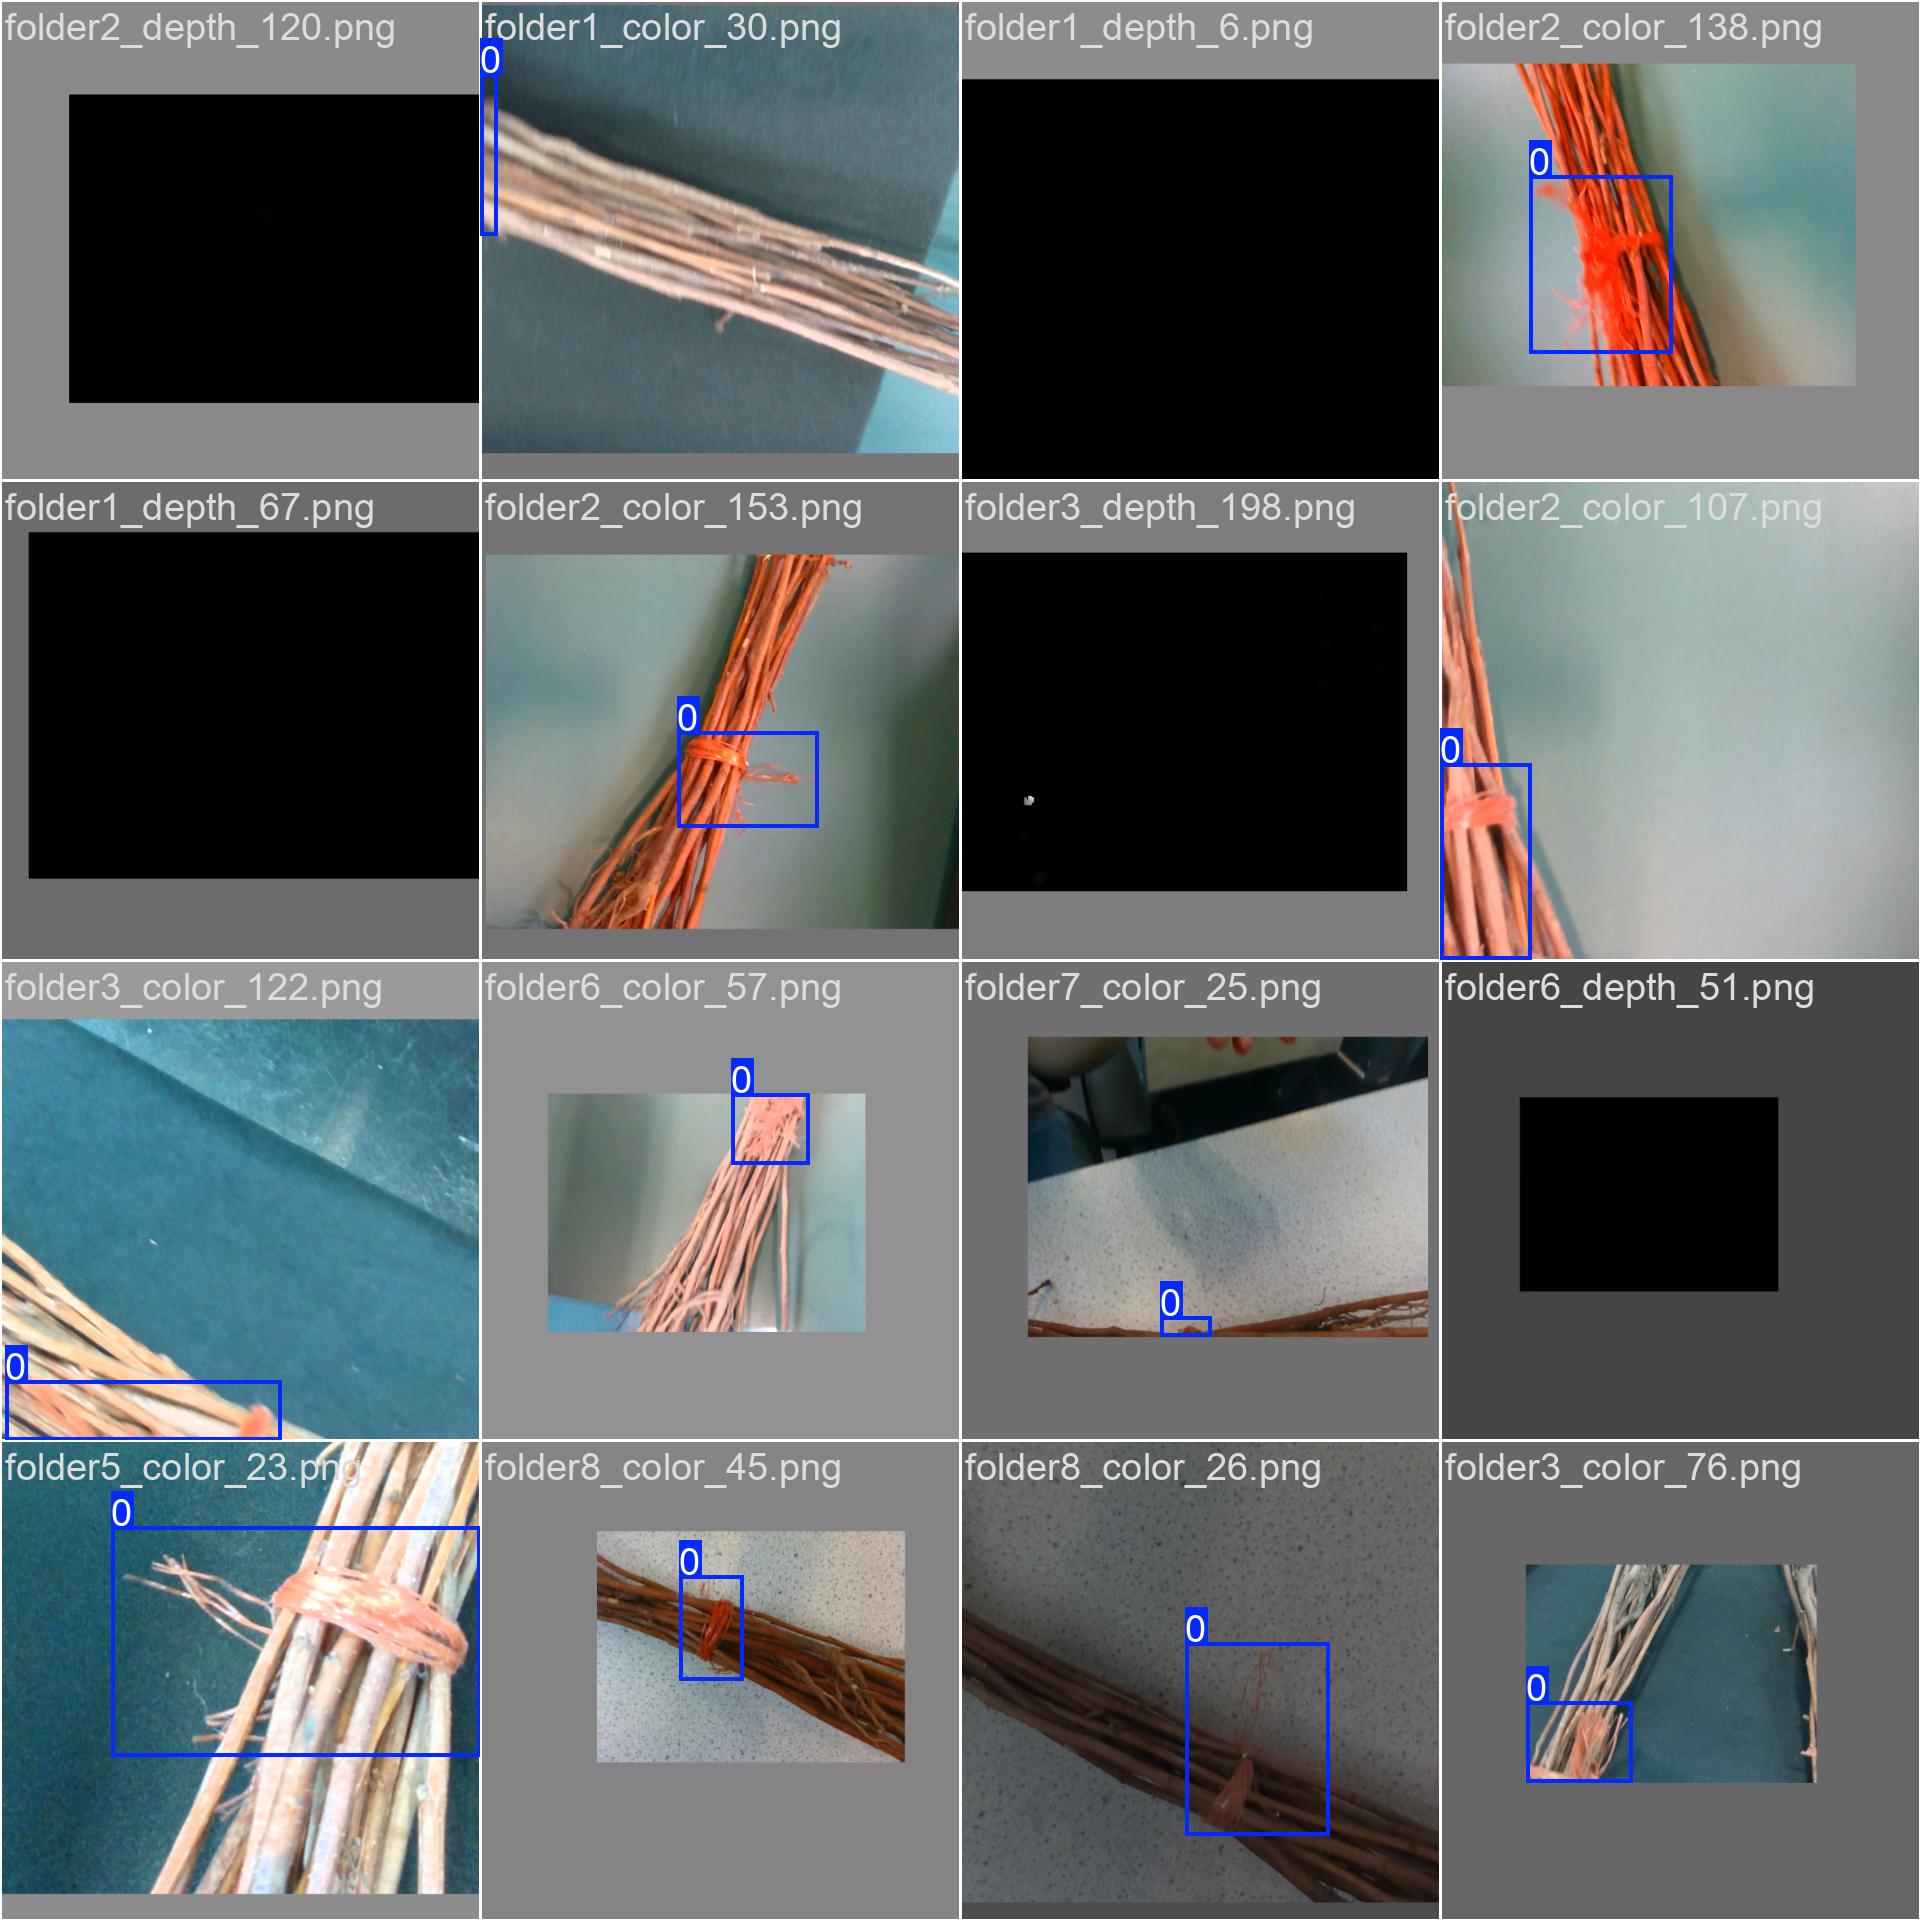 folder2_depth_120.png
folder1_color_30.png
folder1_depth_6.png
folder2_color_138.png
0
0
folder1_depth_67.png
folder2_color_153.png
folder3_depth_198.png
folder2_color_107.png
0
0
folder3_color_122.png
folder6_color_57.png
folder7_color_25.png
folder6_depth_51.png
0
0
0
folder5_color_23.png
folder8_color_45.png
folder8_color_26.png
folder3_color_76.png
0
0
0
0